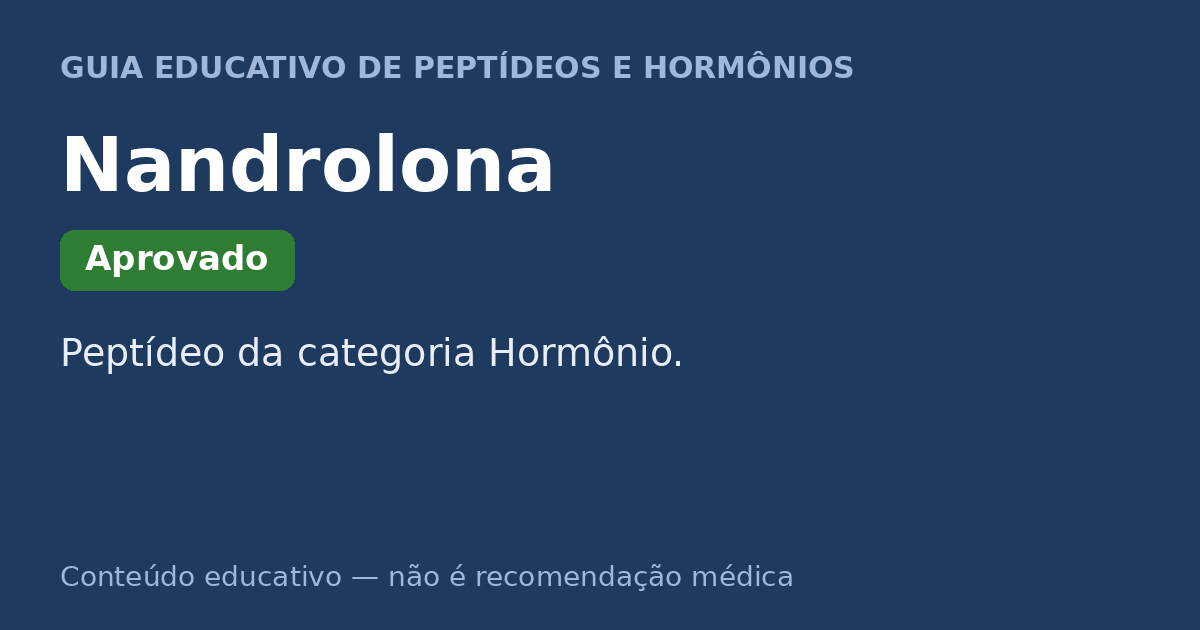 GUIA EDUCATIVO DE PEPTÍDEOS E HORMÔNIOS
Nandrolona
Aprovado
Peptídeo da categoria Hormônio.
Conteúdo educativo — não é recomendação médica